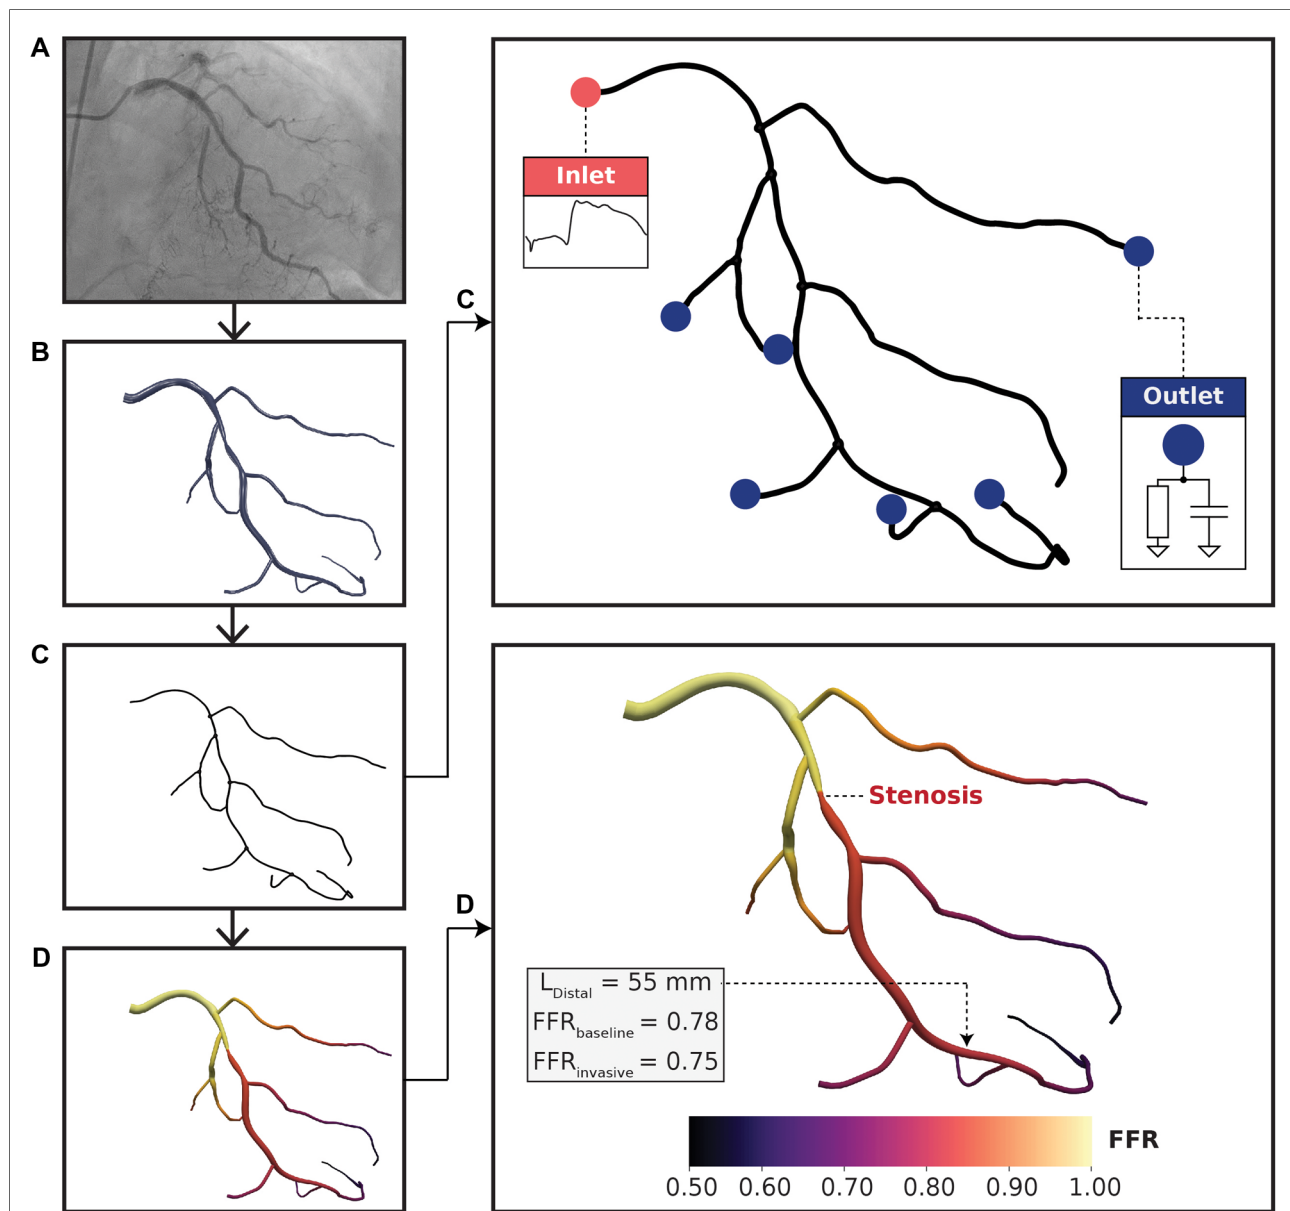 A
B
C
D
C
Inlet
Outlet
D
Stenosis
L_Distal = 55 mm
FFR_baseline = 0.78
FFR_invasive = 0.75
FFR
0.50 0.60 0.70 0.80 0.90 1.00